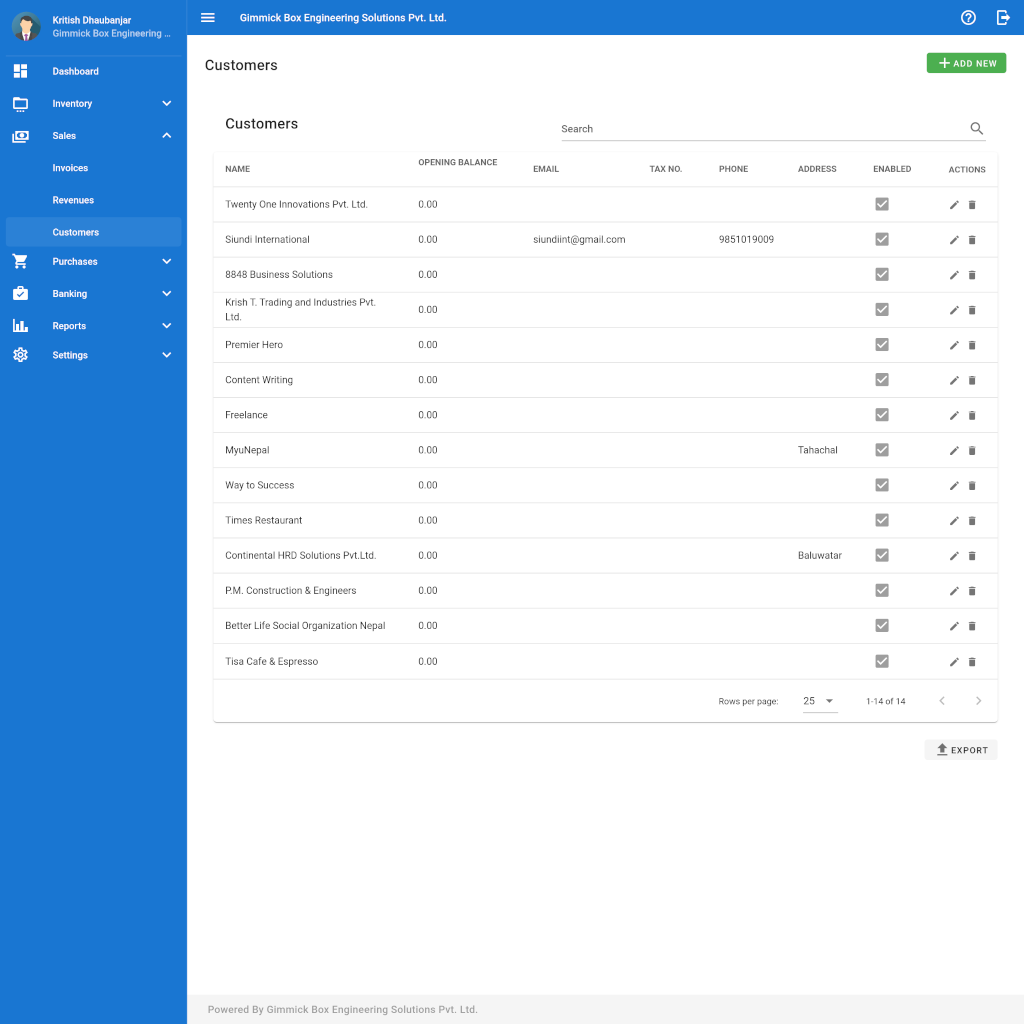 Kritish Dhaubanjar
Gimmick Box Engineering ...
Dashboard
Inventory
Sales
Invoices
Revenues
Customers
Purchases
Banking
Reports
Settings
Gimmick Box Engineering Solutions Pvt. Ltd.
Customers
ADD NEW
Customers
Search
NAME OPENING BALANCE EMAIL TAX NO. PHONE ADDRESS ENABLED ACTIONS
Twenty One Innovations Pvt. Ltd. 0.00
Siundi International 0.00 siundiint@gmail.com 9851019009
8848 Business Solutions 0.00
Krish T. Trading and Industries Pvt.
Ltd. 0.00
Premier Hero 0.00
Content Writing 0.00
Freelance 0.00
MyuNepal 0.00 Tahachal
Way to Success 0.00
Times Restaurant 0.00
Continental HRD Solutions Pvt.Ltd. 0.00 Baluwatar
P.M. Construction & Engineers 0.00
Better Life Social Organization Nepal 0.00
Tisa Cafe & Espresso 0.00
Rows per page: 25 1-14 of 14
EXPORT
Powered By Gimmick Box Engineering Solutions Pvt. Ltd.